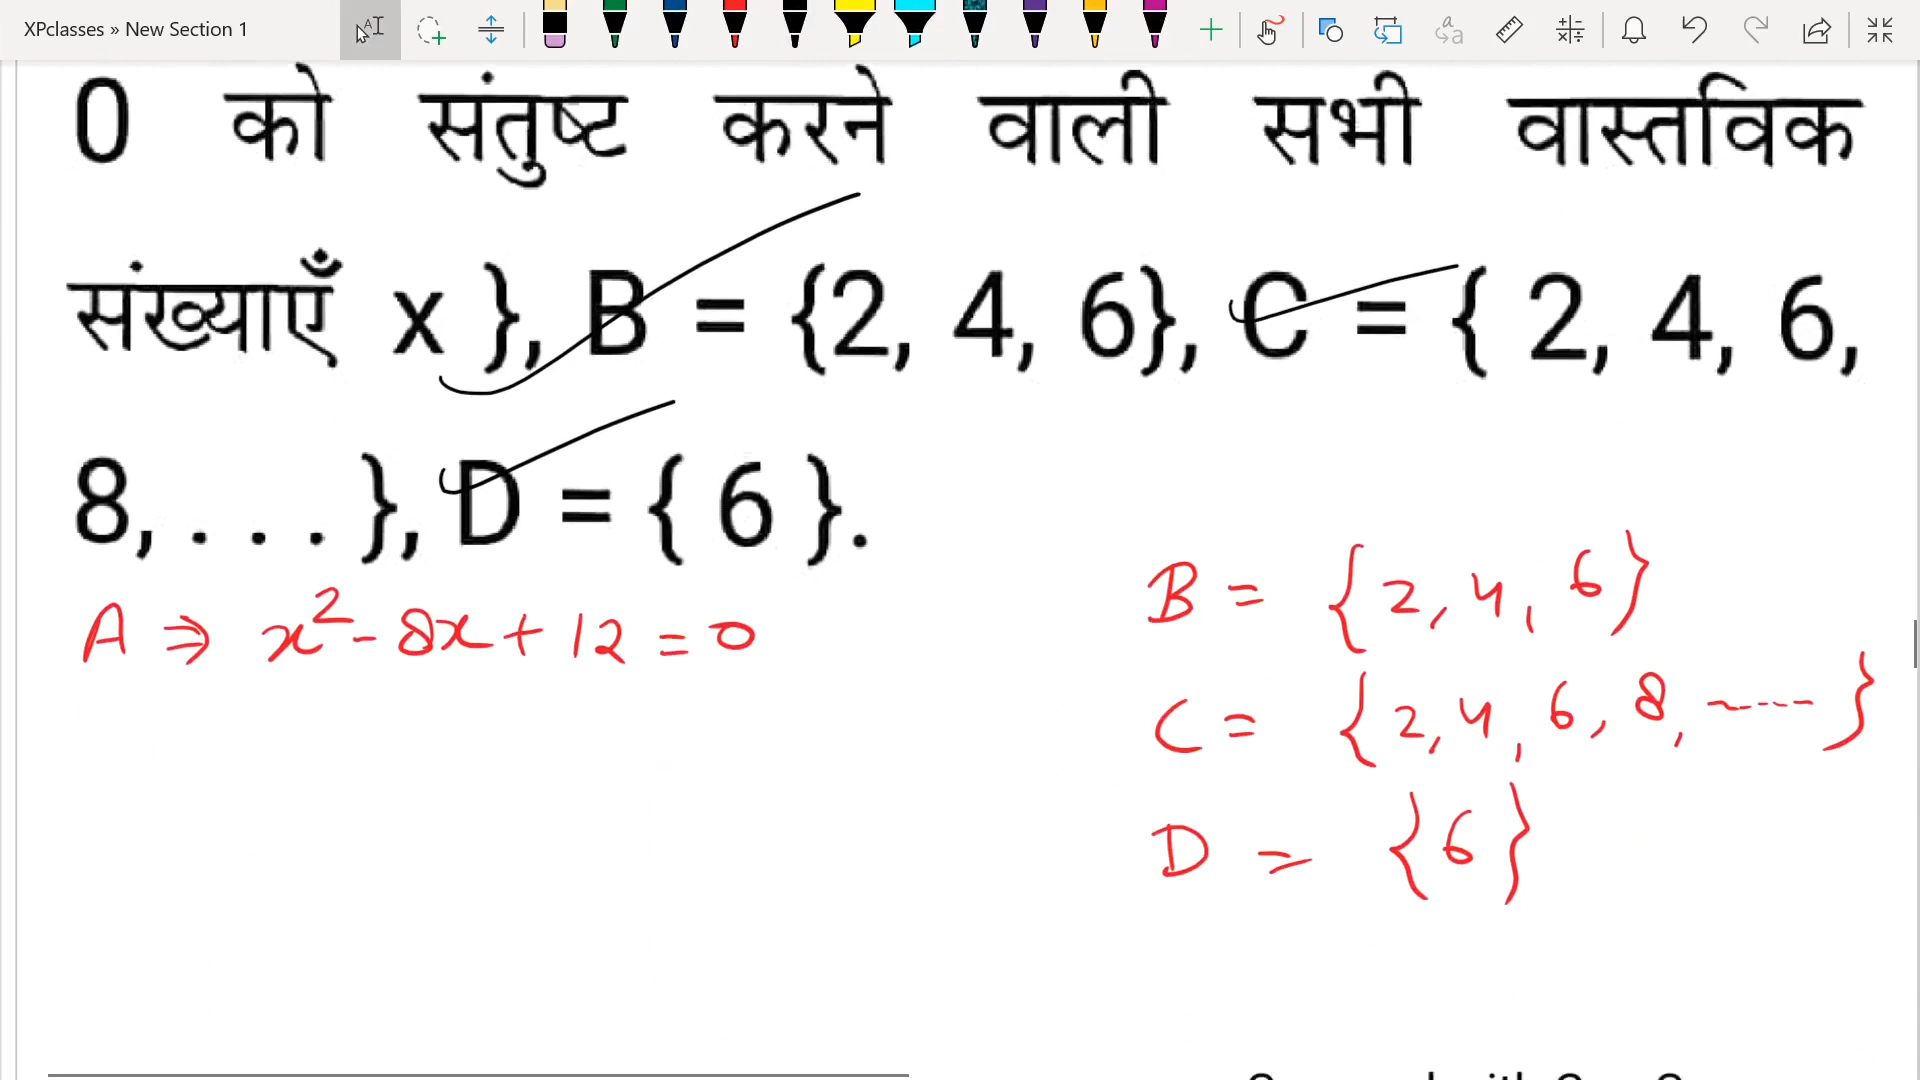 XPclasses » New Section 1
0 को संतुष्ट करने वाली सभी वास्तविक
संख्याएँ x }, B = {2, 4, 6}, C = { 2, 4, 6,
8, . . . }, D = { 6 }.
A ⇒ x² - 8x + 12 = 0
B = {2, 4, 6}
C = {2, 4, 6, 8, ------}
D = {6}